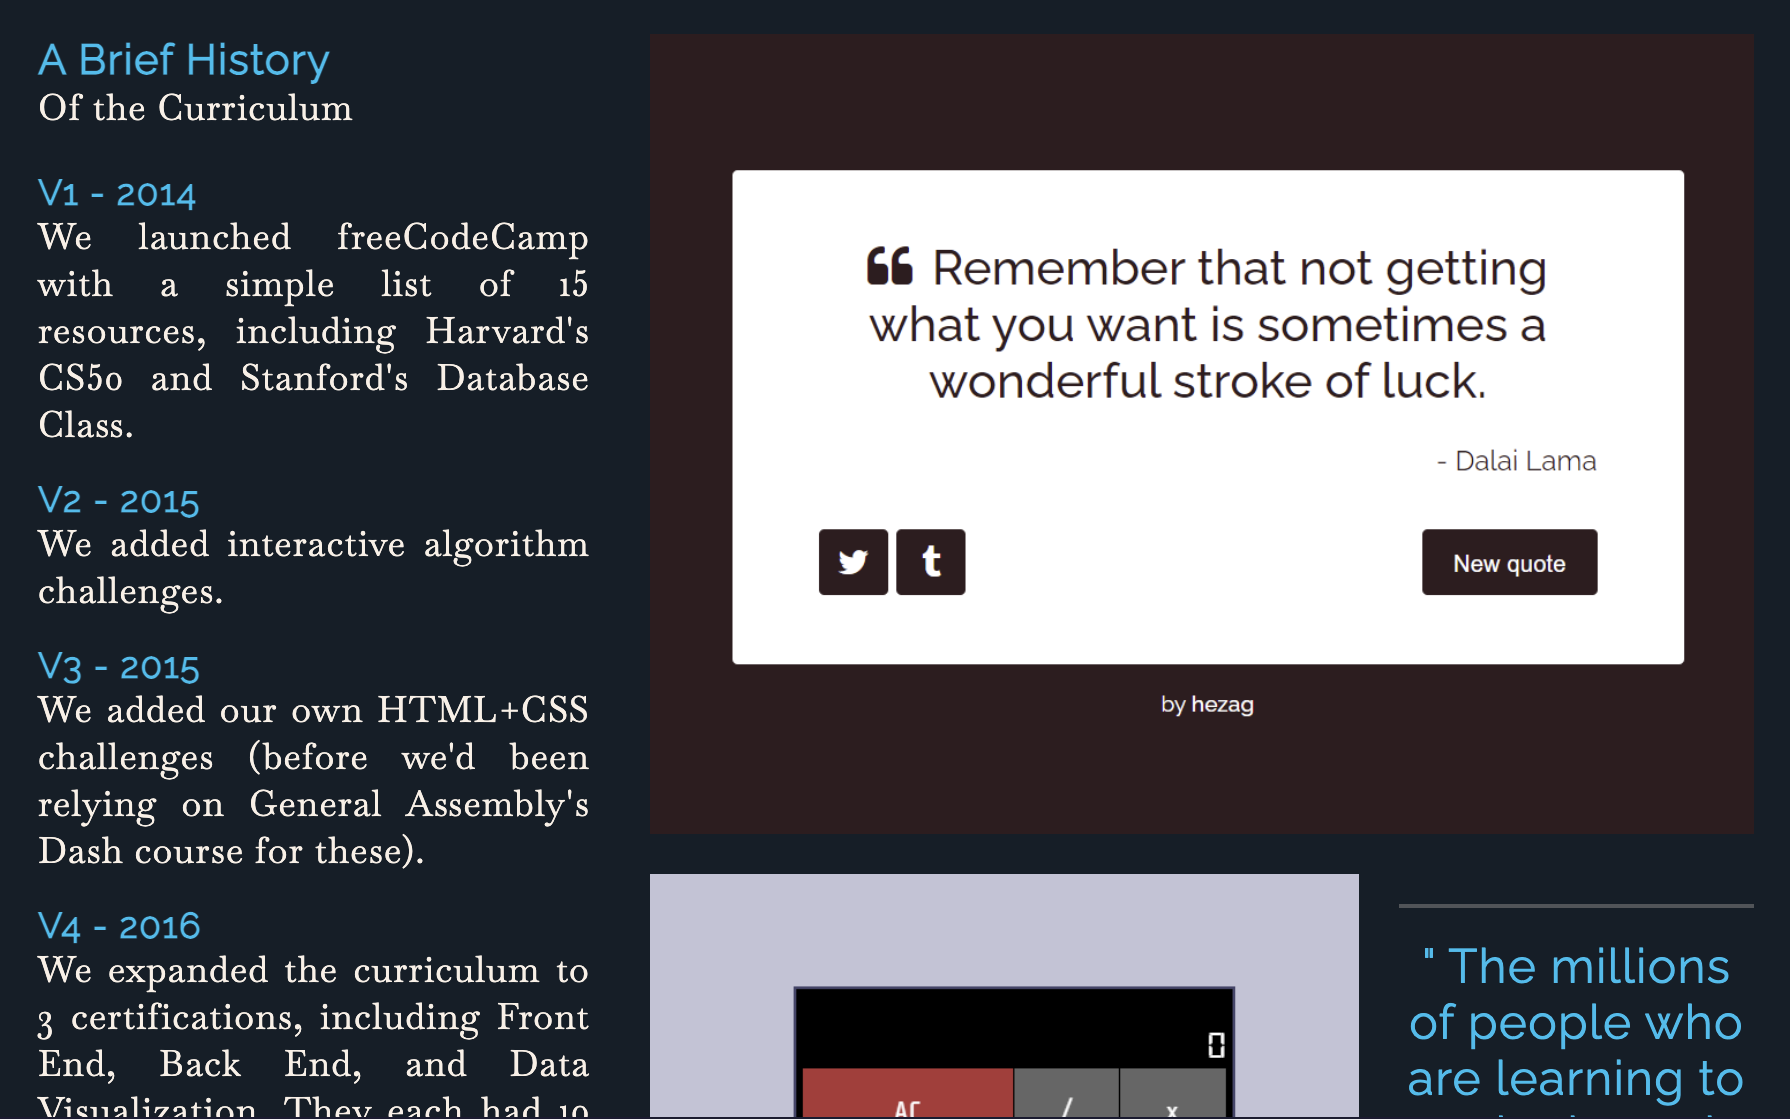 A Brief History
Of the Curriculum
V1 - 2014
We launched freeCodeCamp
with a simple list of 15
resources, including Harvard's
CS50 and Stanford's Database
Class.
V2 - 2015
We added interactive algorithm
challenges.
V3 - 2015
We added our own HTML+CSS
challenges (before we'd been
relying on General Assembly's
Dash course for these).
V4 - 2016
We expanded the curriculum to
3 certifications, including Front
End, Back End, and Data
Visualization. They each had 10
“ Remember that not getting
what you want is sometimes a
wonderful stroke of luck.
- Dalai Lama
t
New quote
by hezag
0
AC / x
" The millions
of people who
are learning to